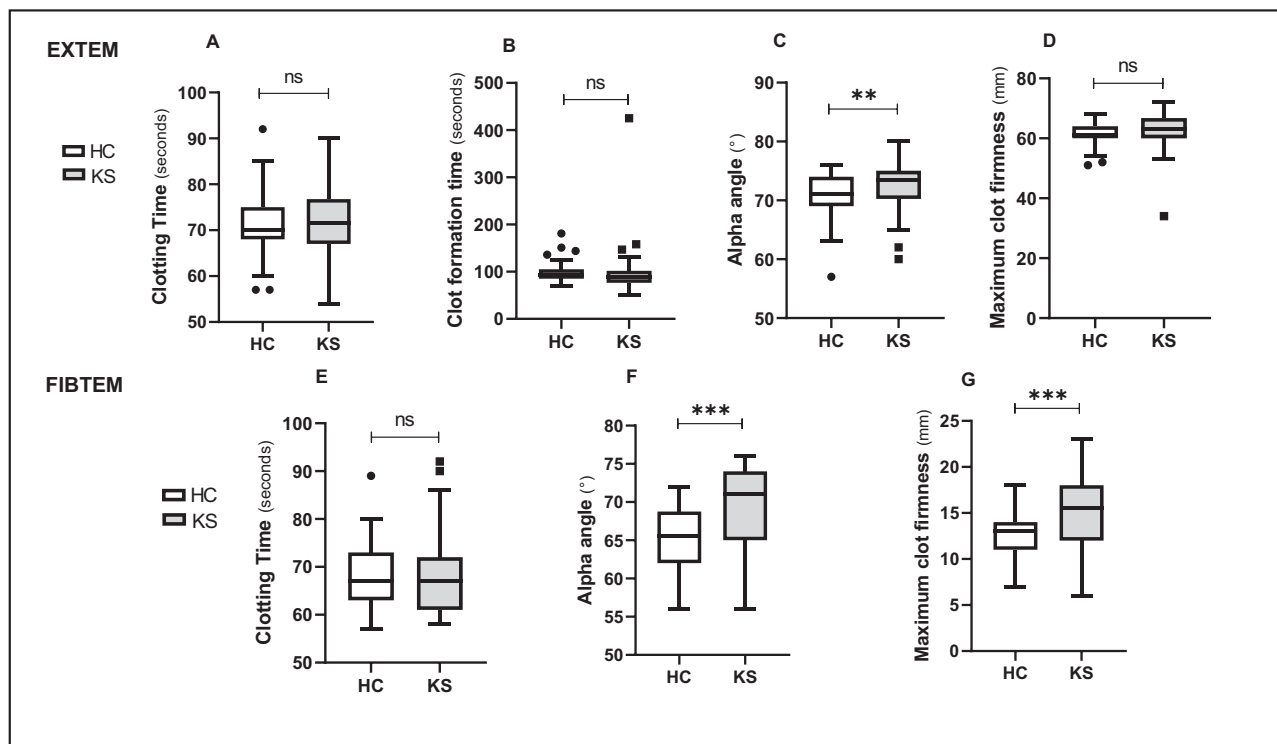 EXTEM
HC
KS
A
Clotting Time (seconds)
100
90
80
70
60
50
ns
HC
KS
B
Clot formation time (seconds)
500
400
300
200
100
0
ns
HC
KS
C
Alpha angle (°)
90
80
70
60
50
**
HC
KS
D
Maximum clot firmness (mm)
80
60
40
20
0
ns
HC
KS
FIBTEM
HC
KS
E
Clotting Time (seconds)
100
90
80
70
60
50
ns
HC
KS
F
Alpha angle (°)
80
75
70
65
60
55
50
***
HC
KS
G
Maximum clot firmness (mm)
25
20
15
10
5
0
***
HC
KS